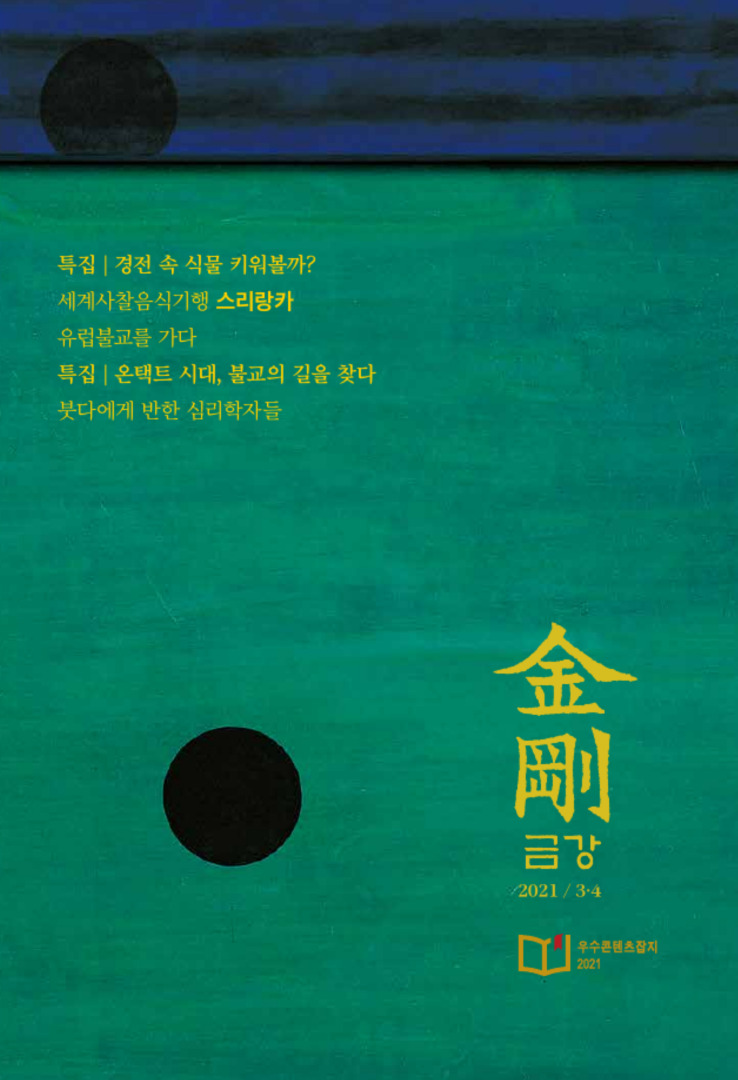 특집 | 경전 속 식물 키워볼까?
세계사찰음식기행 스리랑카
유럽불교를 가다
특집 | 온택트 시대, 불교의 길을 찾다
붓다에게 반한 심리학자들
金
剛
금강
2021 / 3·4
우수콘텐츠잡지
2021